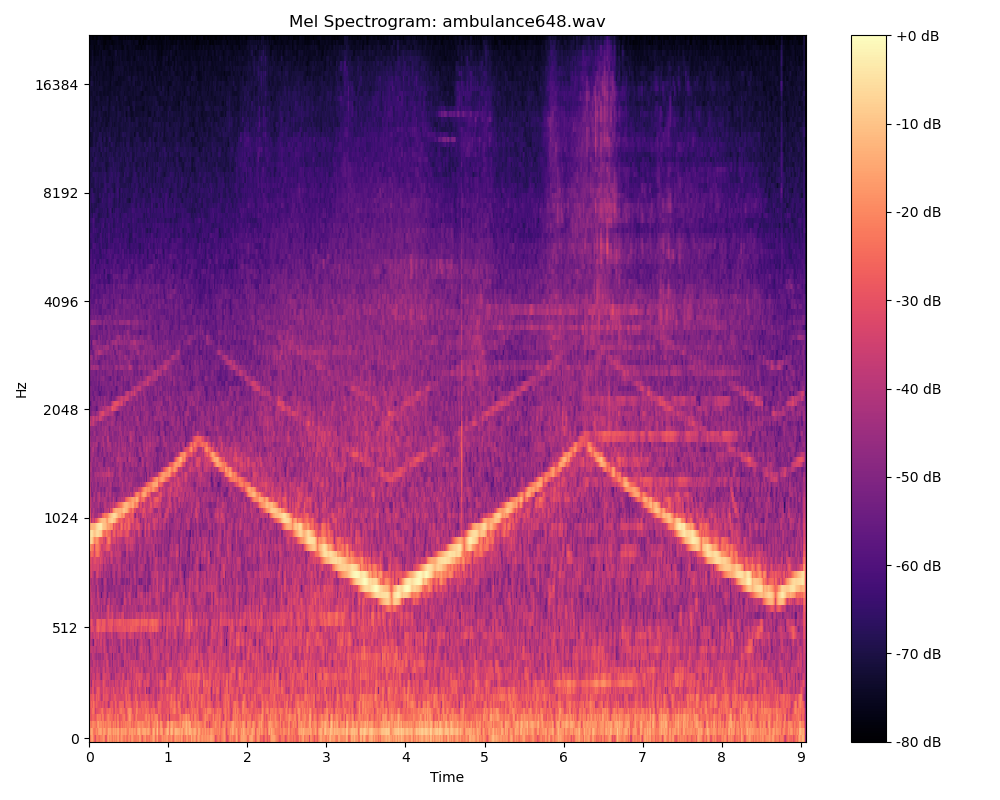 Mel Spectrogram: ambulance648.wav
+0 dB
16384
-10 dB
8192
-20 dB
4096
-30 dB
Hz
2048
-40 dB
1024
-50 dB
512
-60 dB
-70 dB
0
-80 dB
0 1 2 3 4 5 6 7 8 9
Time